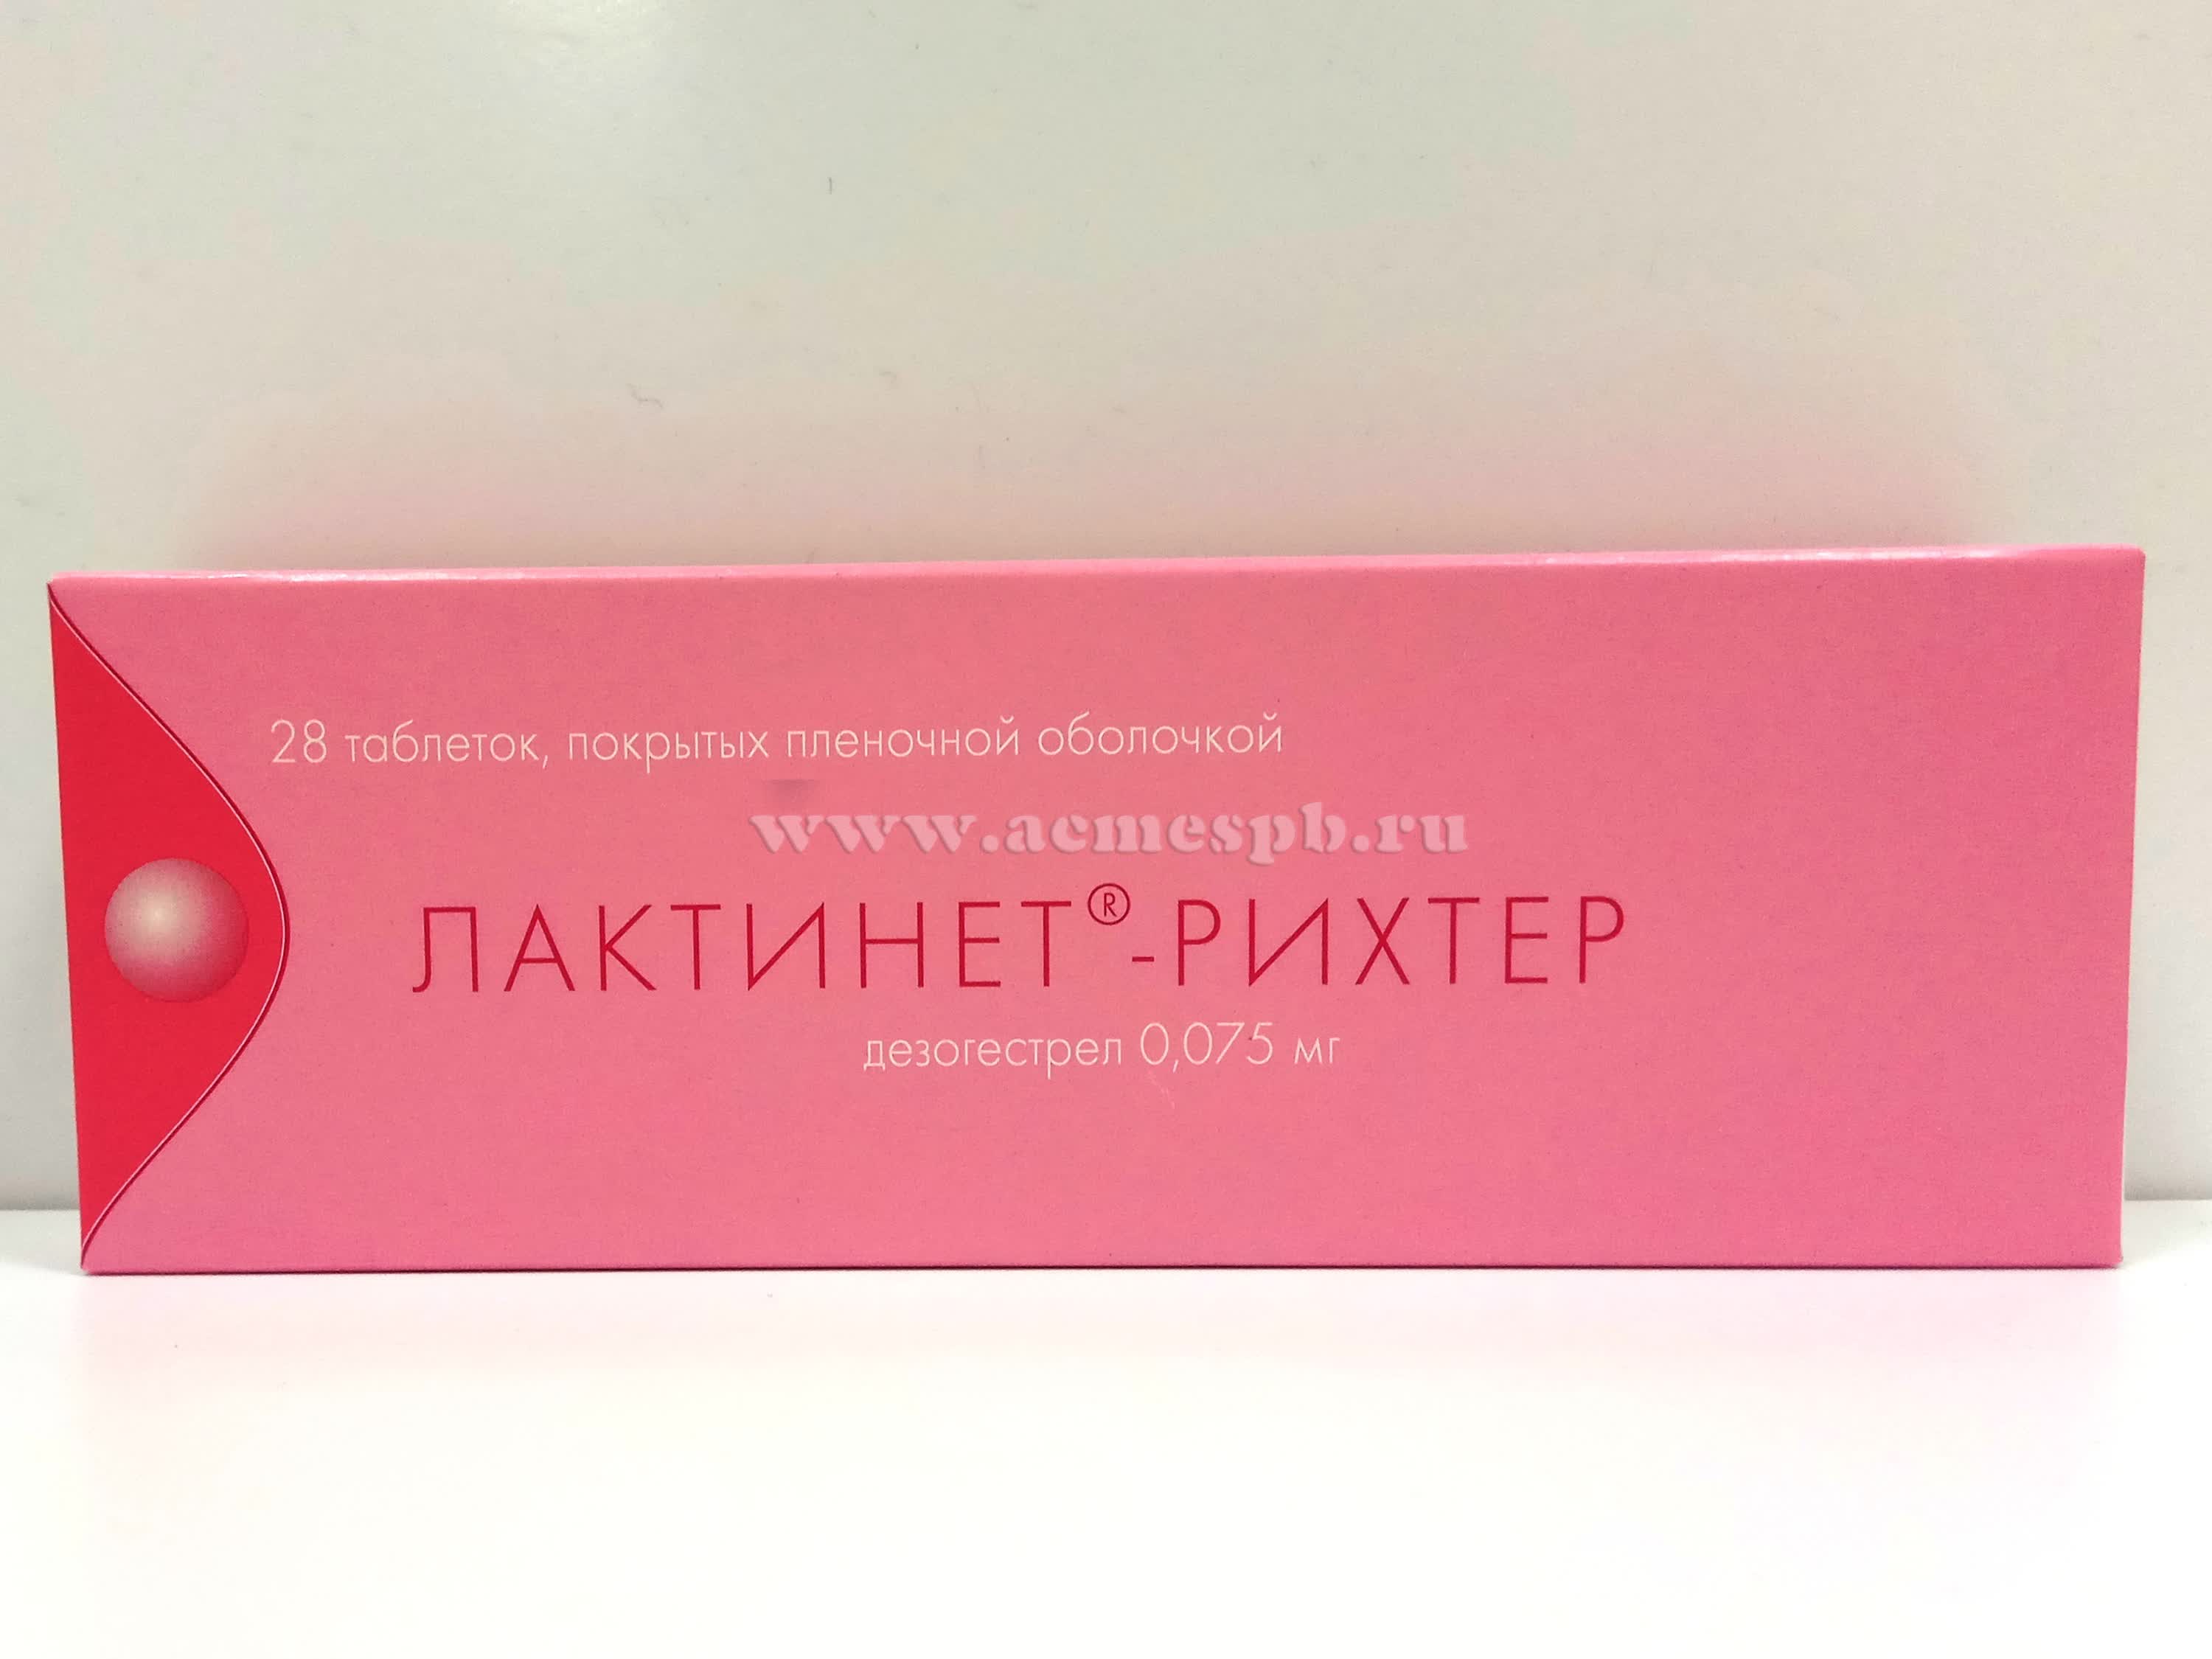 28 таблеток, покрытых пленочной оболочкой
www.acmespb.ru
ЛАКТИНЕТ®-РИХТЕР
дезогестрел 0,075 мг